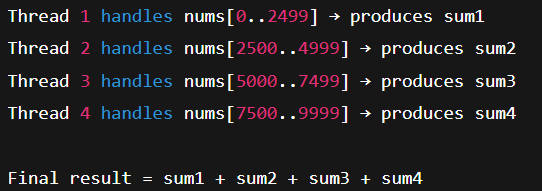 Thread 1 handles nums[0..2499] → produces sum1
Thread 2 handles nums[2500..4999] → produces sum2
Thread 3 handles nums[5000..7499] → produces sum3
Thread 4 handles nums[7500..9999] → produces sum4
Final result = sum1 + sum2 + sum3 + sum4